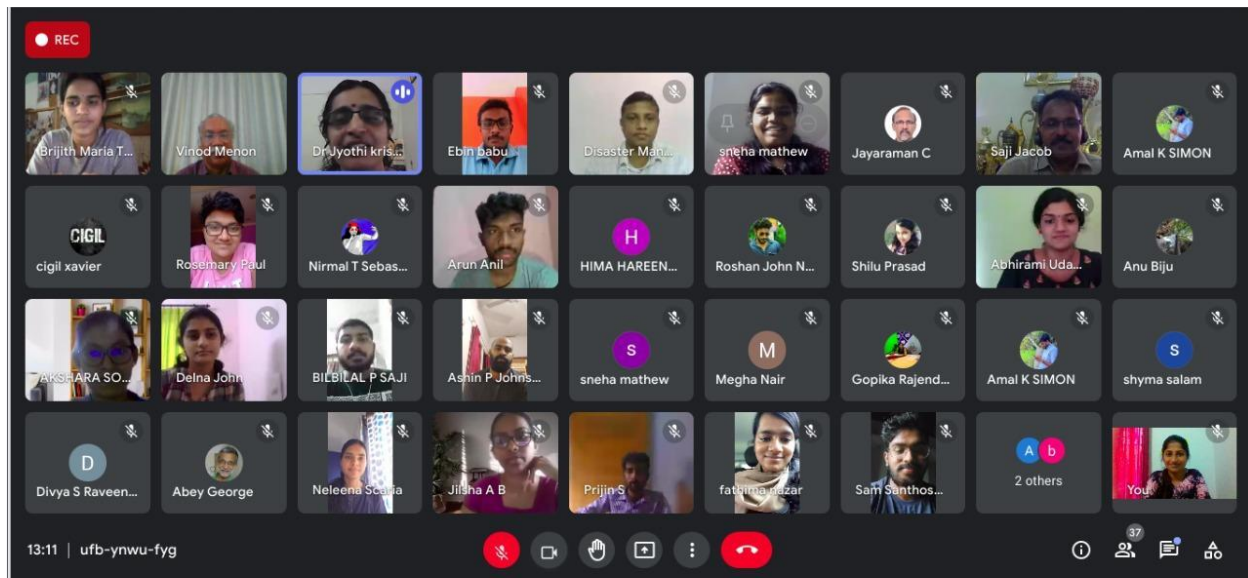 REC
Brijith Maria T...
Vinod Menon
Dr Jyothi kris...
Ebin babu
Disaster Man...
sneha mathew
Jayaraman C
Saji Jacob
Amal K SIMON
CIGIL
cigil xavier
Rosemary Paul
Nirmal T Sebas...
Arun Anil
H
HIMA HAREEN...
Roshan John N...
Shilu Prasad
Abhirami Uda...
Anu Biju
AKSHARA SO...
Delna John
BILBILAL P SAJI
Ashin P Johns...
s
sneha mathew
M
Megha Nair
Gopika Rajend...
Amal K SIMON
s
shyma salam
D
Divya S Raveen...
Abey George
Neleena Scaria
Jilsha A B
Prijin S
fathima nazar
Sam Santhos...
A b
2 others
You
13:11 | ufb-ynwu-fyg
37